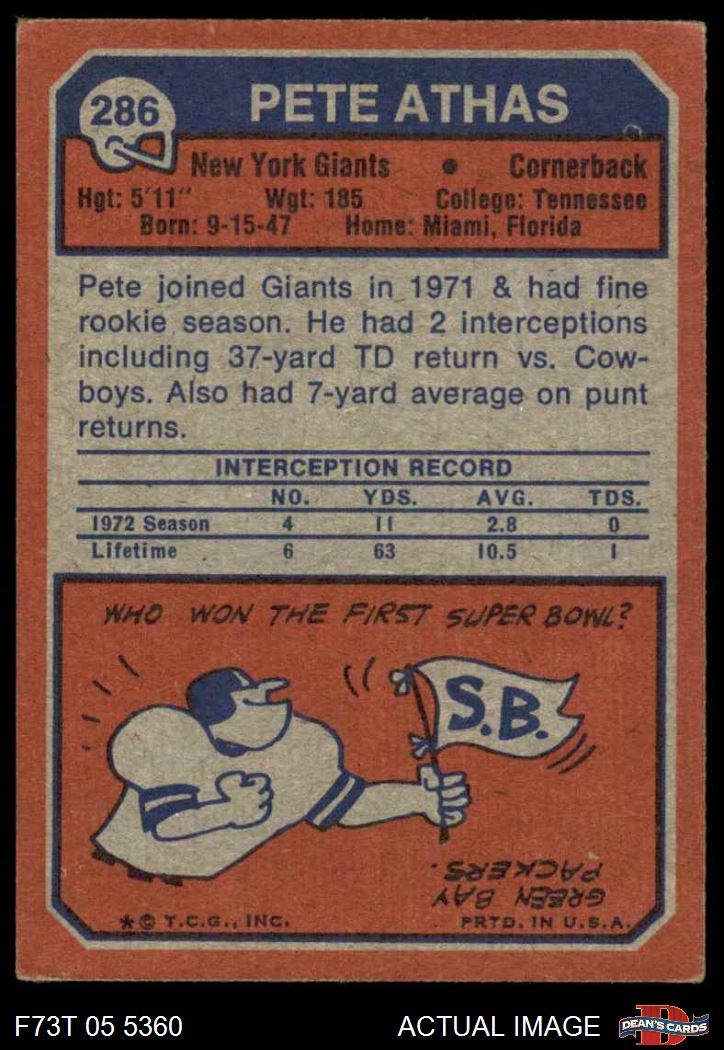 286
PETE ATHAS
New York Giants • Cornerback
Hgt: 5'11" Wgt: 185 College: Tennessee
Born: 9-15-47 Home: Miami, Florida
Pete joined Giants in 1971 & had fine
rookie season. He had 2 interceptions
including 37-yard TD return vs. Cow-
boys. Also had 7-yard average on punt
returns.
INTERCEPTION RECORD
NO. YDS. AVG. TDS.
1972 Season 4 11 2.8 0
Lifetime 6 63 10.5 1
WHO WON THE FIRST SUPER BOWL?
S.B.
GREEN BAY
PACKERS.
*© T.C.G., INC. PRTD. IN U.S.A.
F73T 05 5360 ACTUAL IMAGE D DEAN'S CARDS